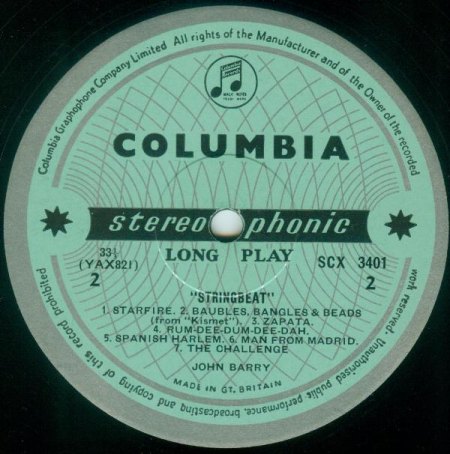 Columbia Graphophone Company Limited All rights of the Manufacturer and of the Owner of the recorded work reserved. Unauthorised public performance, broadcasting and copying of this record prohibited
COLUMBIA
stereo phonic
LONG PLAY
33⅓
(YAX821)
2
SCX 3401
2
"STRINGBEAT"
1. STARFIRE. 2. BAUBLES, BANGLES & BEADS
(from "Kismet"). / 3. ZAPATA.
4. RUM-DEE-DUM-DEE-DAH.
5. SPANISH HARLEM. 6. MAN FROM MADRID.
7. THE CHALLENGE
JOHN BARRY
MADE IN GT. BRITAIN